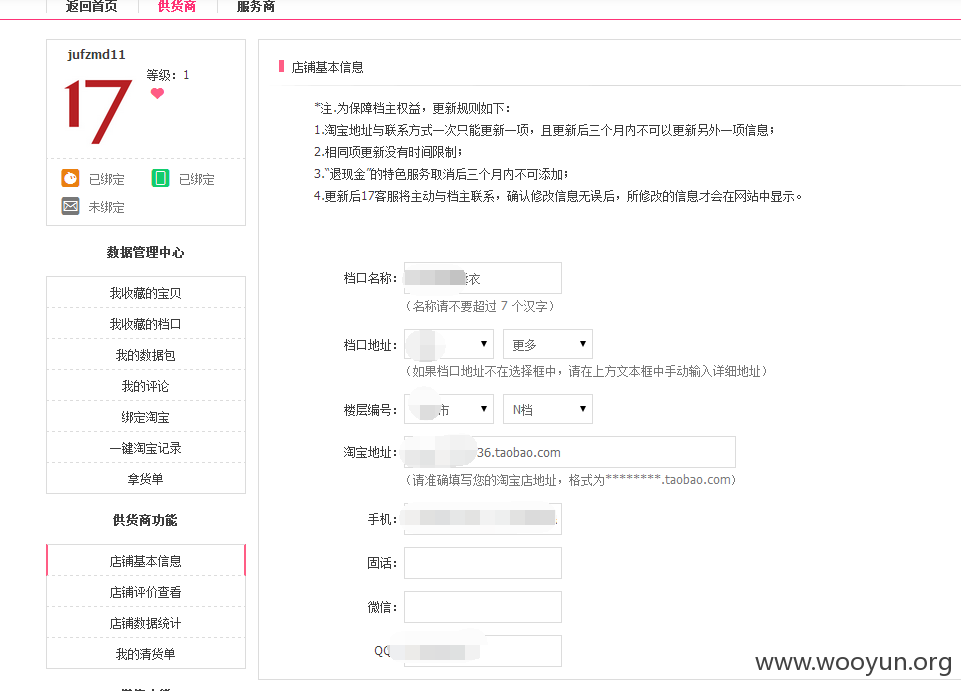 返回首页 供货商 服务商
jufzmd11
17
等级：1
已绑定 已绑定
未绑定
数据管理中心
我收藏的宝贝
我收藏的档口
我的数据包
我的评论
绑定淘宝
一键淘宝记录
拿货单
供货商功能
店铺基本信息
店铺评价查看
店铺数据统计
我的清货单
店铺基本信息
*注.为保障档主权益，更新规则如下：
1.淘宝地址与联系方式一次只能更新一项，且更新后三个月内不可以更新另外一项信息；
2.相同项更新没有时间限制；
3."退现金"的特色服务取消后三个月内不可添加；
4.更新后17客服将主动与档主联系，确认修改信息无误后，所修改的信息才会在网站中显示。
档口名称： 衣
（名称请不要超过 7 个汉字）
档口地址： 更多
（如果档口地址不在选择框中，请在上方文本框中手动输入详细地址）
楼层编号： 市 N档
淘宝地址： 36.taobao.com
（请准确填写您的淘宝店地址，格式为********.taobao.com）
手机：
固话：
微信：
QQ
www.wooyun.org